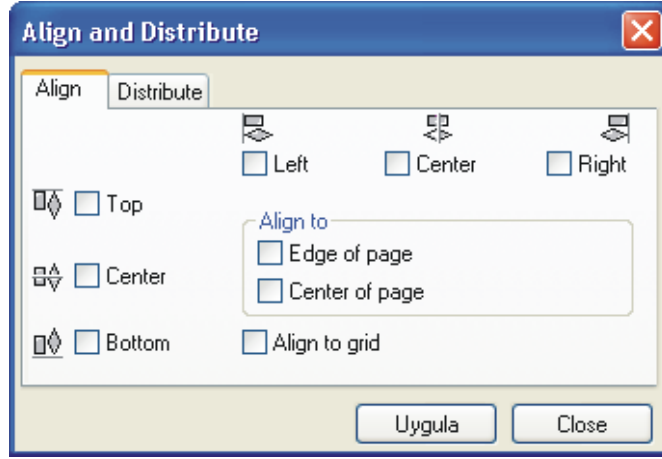 Align and Distribute
Align Distribute
Left Center Right
Top
Align to
Edge of page
Center
Center of page
Bottom Align to grid
Uygula Close